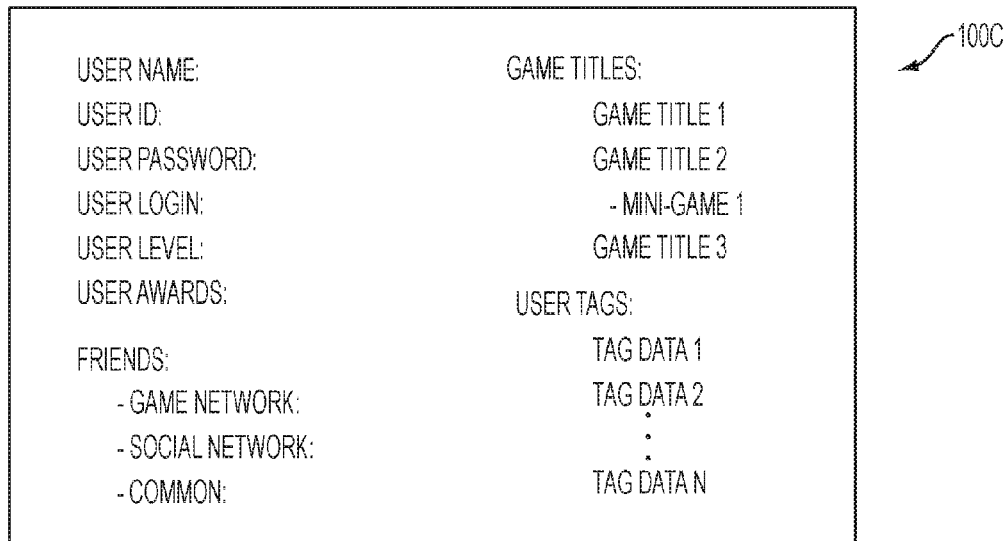 100C
USER NAME:
USER ID:
USER PASSWORD:
USER LOGIN:
USER LEVEL:
USER AWARDS:
FRIENDS:
- GAME NETWORK:
- SOCIAL NETWORK:
- COMMON:
GAME TITLES:
GAME TITLE 1
GAME TITLE 2
- MINI-GAME 1
GAME TITLE 3
USER TAGS:
TAG DATA 1
TAG DATA 2
TAG DATA N